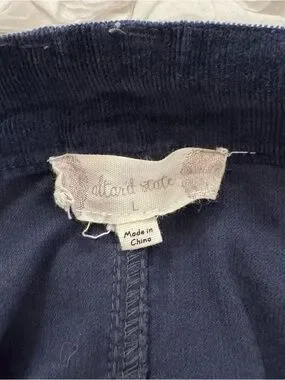 altar'd state
L
Made in
China